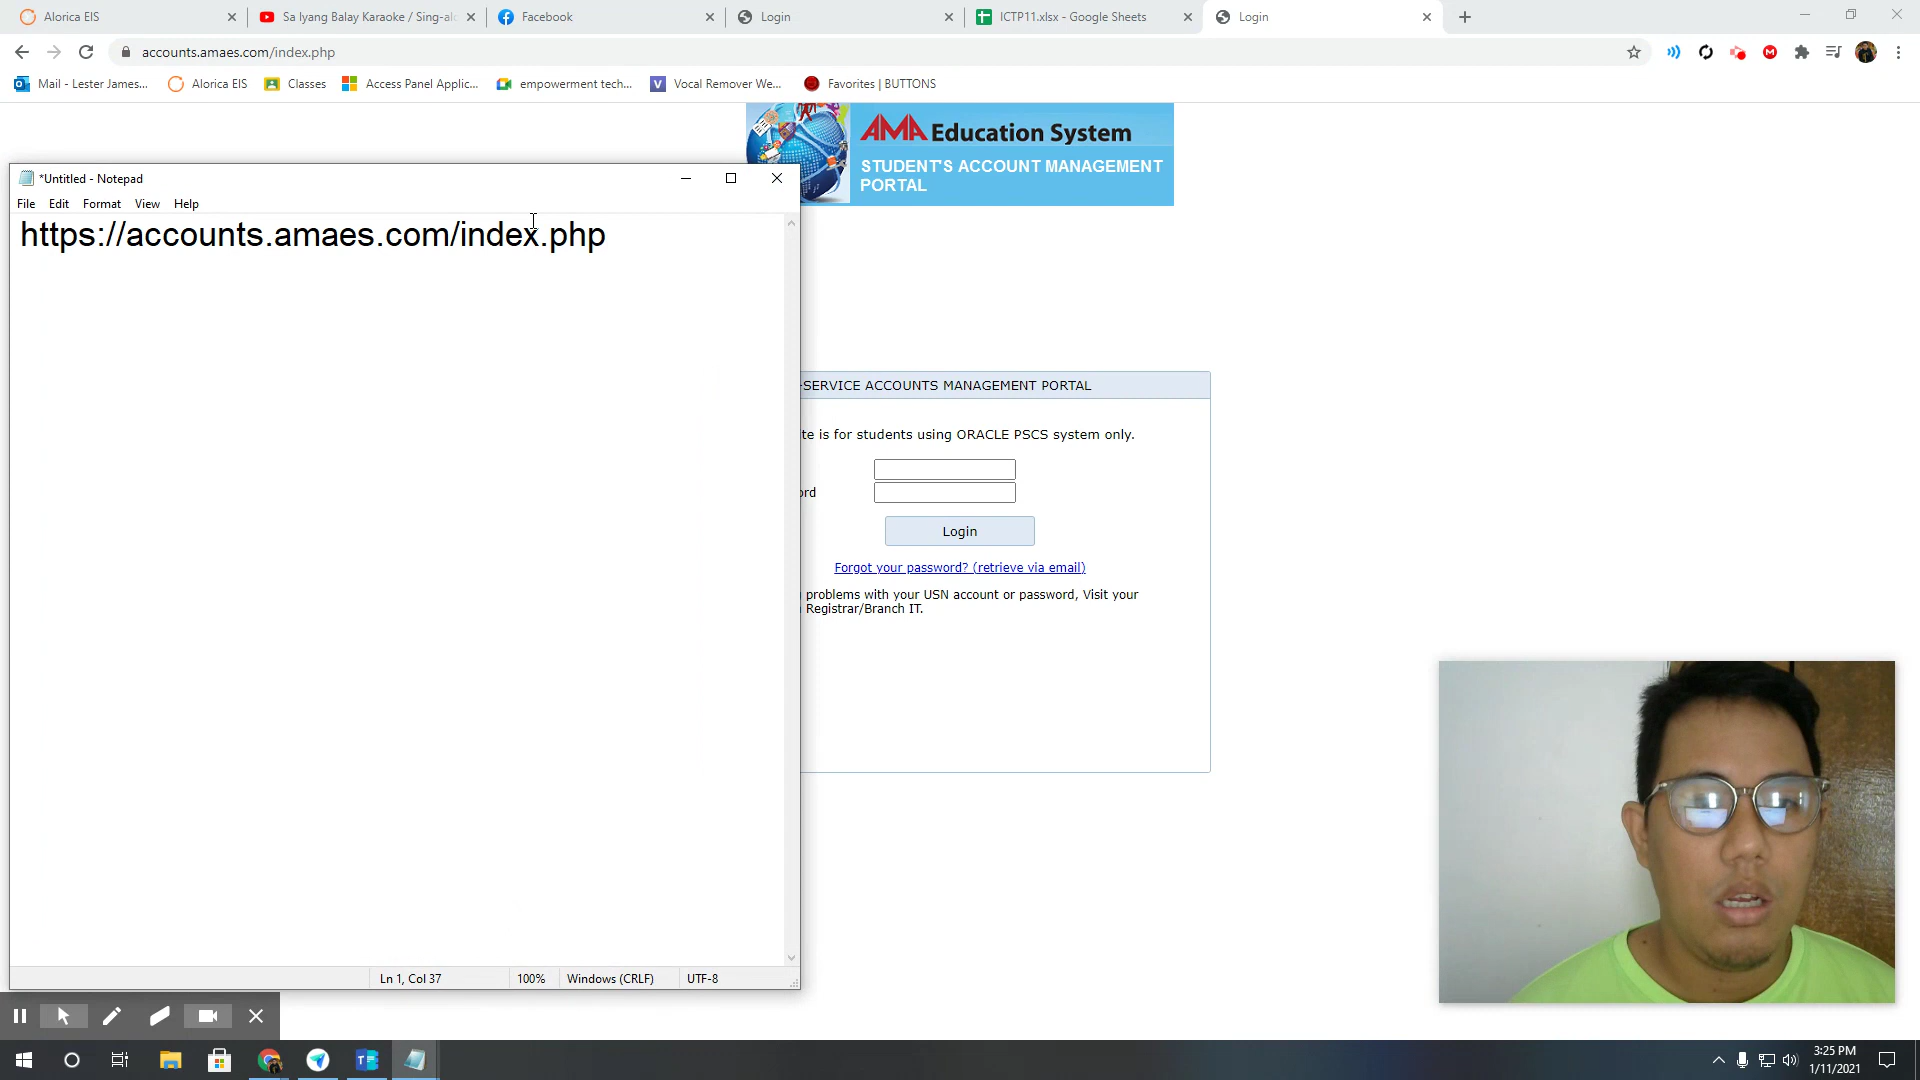 Alorica EIS
Sa Iyang Balay Karaoke / Sing-alo
Facebook
Login
ICTP11.xlsx - Google Sheets
Login
accounts.amaes.com/index.php
Mail - Lester James...
Alorica EIS
Classes
Access Panel Applic...
empowerment tech...
Vocal Remover We...
Favorites | BUTTONS
AMA Education System
STUDENT'S ACCOUNT MANAGEMENT
PORTAL
*Untitled - Notepad
File Edit Format View Help
https://accounts.amaes.com/index.php
-SERVICE ACCOUNTS MANAGEMENT PORTAL
te is for students using ORACLE PSCS system only.
ord
Login
Forgot your password? (retrieve via email)
problems with your USN account or password, Visit your
Registrar/Branch IT.
Ln 1, Col 37
100%
Windows (CRLF)
UTF-8
3:25 PM
1/11/2021